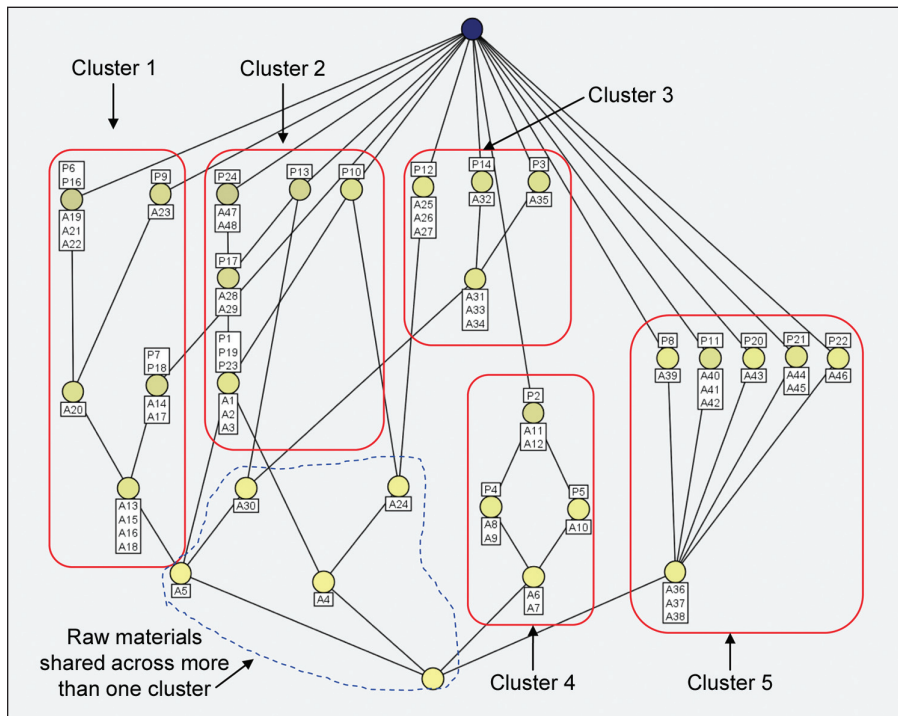 Cluster 1
Cluster 2
Cluster 3
P6
P16
A19
A21
A22
P9
A23
P24
A47
A48
P13
P10
P17
A28
A29
P1
P19
P23
A1
A2
A3
P12
A25
A26
A27
P14
A32
P3
A35
A31
A33
A34
P7
P18
A14
A17
A20
A13
A15
A16
A18
P8
A39
P11
A40
A41
A42
P20
A43
P21
A44
A45
P22
A46
P2
A11
A12
P4
A8
A9
P5
A10
A6
A7
A30
A24
A5
A4
A36
A37
A38
Raw materials
shared across more
than one cluster
Cluster 4
Cluster 5